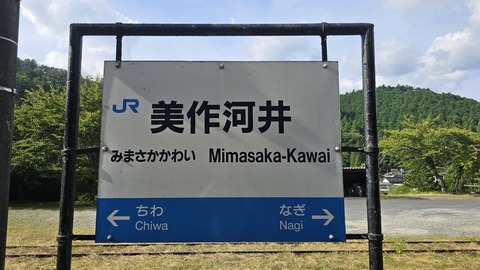 JR 美作河井
みまさかかわい Mimasaka-Kawai
← ちわ なぎ →
Chiwa Nagi